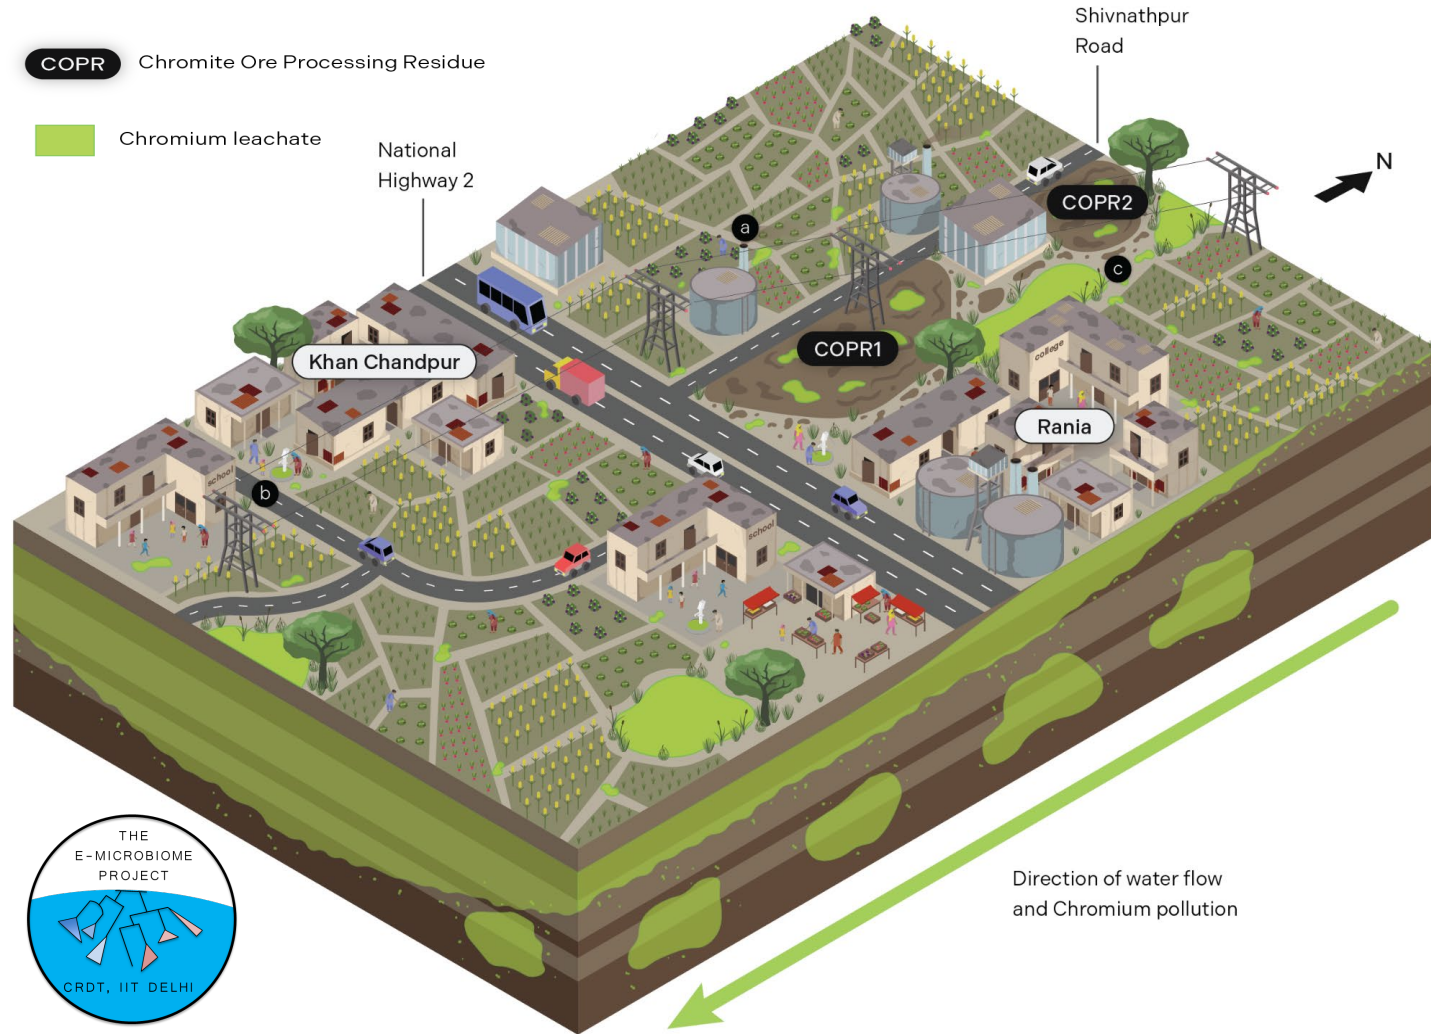 COPR
Chromite Ore Processing Residue
Chromium leachate
National
Highway 2
Shivnathpur
Road
N
COPR2
a
c
COPR1
Khan Chandpur
college
Rania
school
b
school
THE
E-MICROBIOME
PROJECT
CRDT, IIT DELHI
Direction of water flow
and Chromium pollution